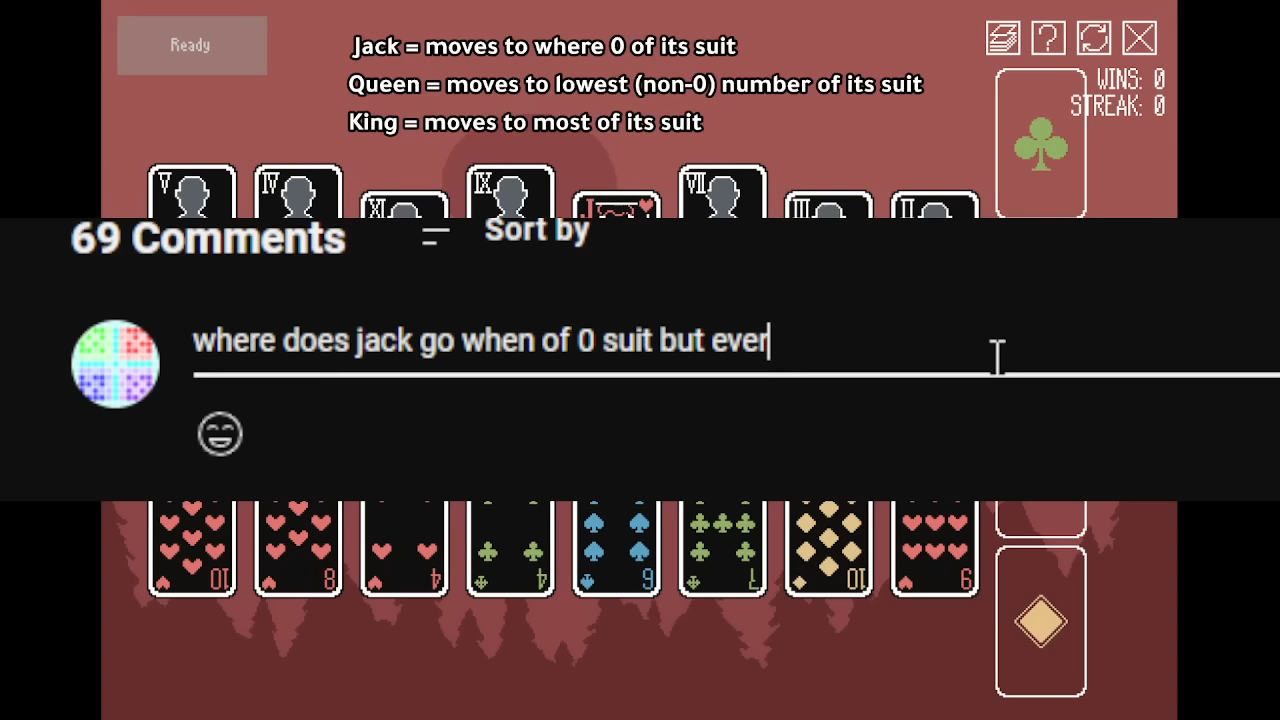 Ready
Jack = moves to where 0 of its suit
Queen = moves to lowest (non-0) number of its suit
King = moves to most of its suit
?
WINS: 0
STREAK: 0
V IV XI IX J VII III II
69 Comments Sort by
where does jack go when of 0 suit but ever
10 8 4 4 6 7 10 9